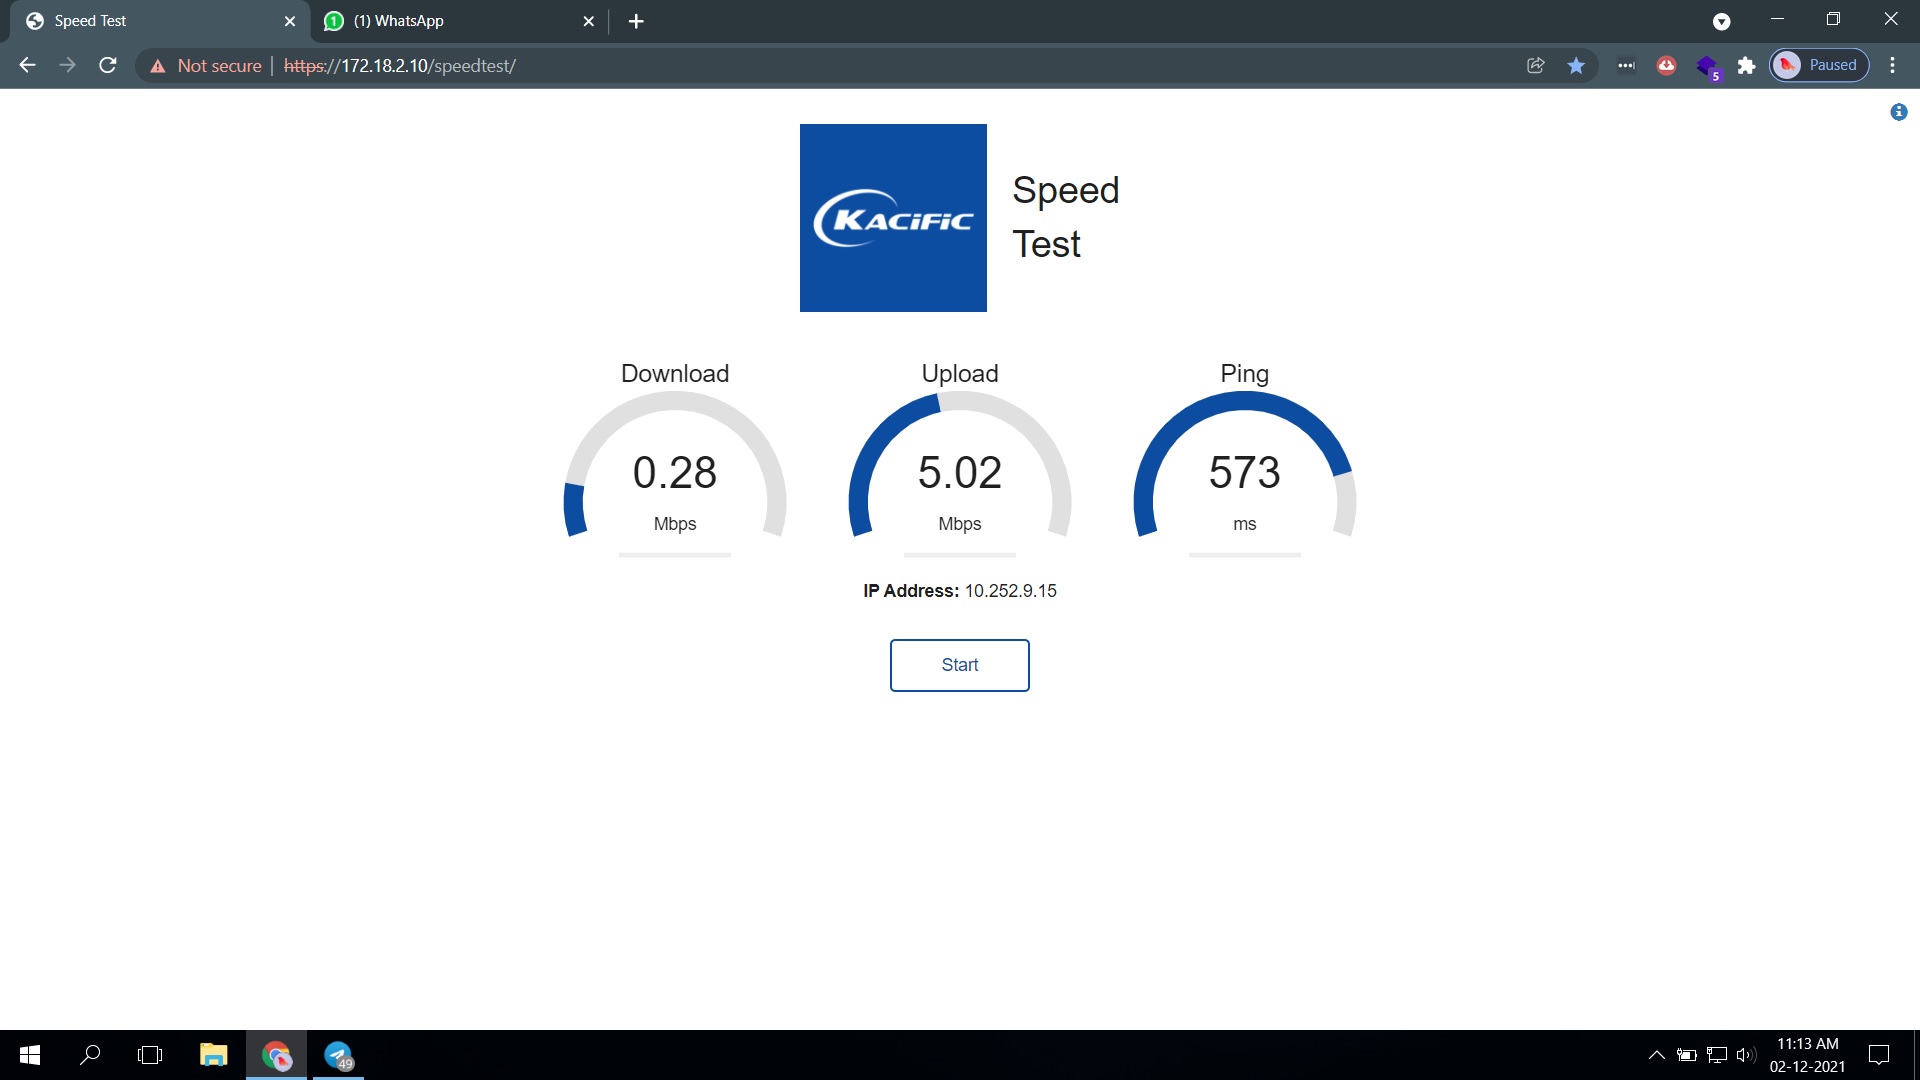 Speed Test
(1) WhatsApp
Not secure
https://172.18.2.10/speedtest/
5
Paused
KACIFIC
Speed
Test
Download
Upload
Ping
0.28
5.02
573
Mbps
Mbps
ms
IP Address: 10.252.9.15
Start
49
11:13 AM
02-12-2021